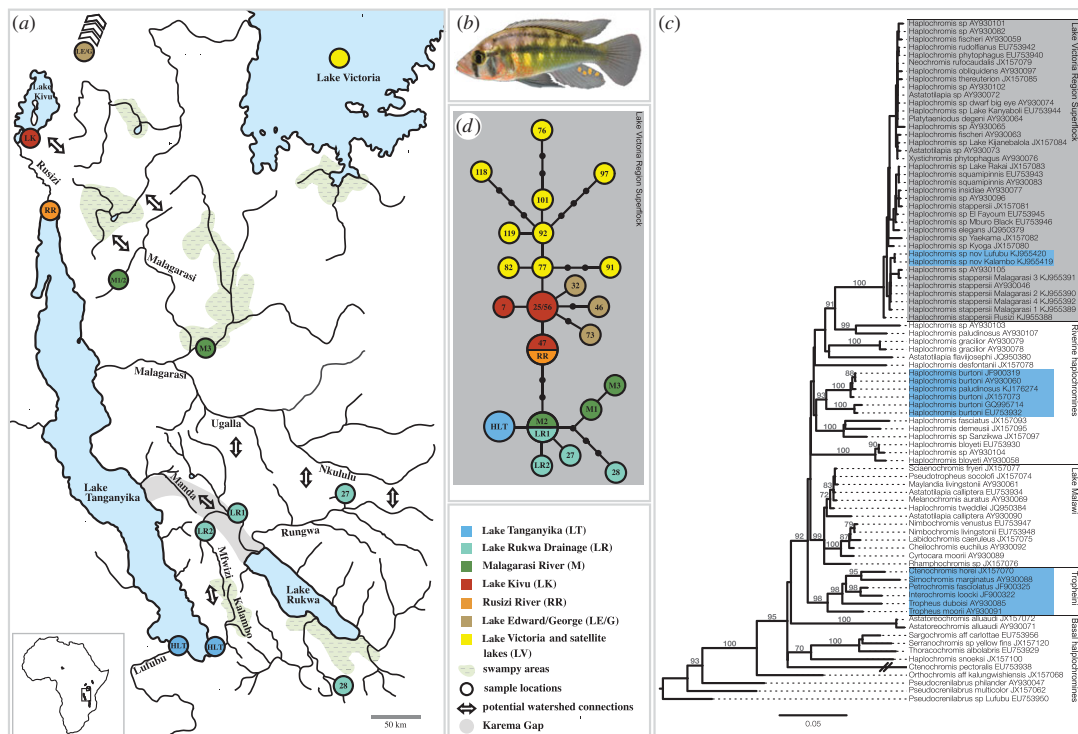 (a)
LE/G
Lake
Kivu
LK
Rusizi
RR
Lake Victoria
M1/2
Malagarasi
M3
Malagarasi
Ugalla
Nkululu
27
Lake
Tanganyika
Manda
LR1
LR2
Rungwa
Mfwizi
Kalambo
Lake
Rukwa
HLT
HLT
Lufubu
28
50 km
(b)
(d)
Lake Victoria Region Superflock
76
118
97
101
119
92
82
77
91
32
7
25/56
46
73
47
RR
M3
M1
HLT
M2
LR1
27
LR2
28
Lake Tanganyika (LT)
Lake Rukwa Drainage (LR)
Malagarasi River (M)
Lake Kivu (LK)
Rusizi River (RR)
Lake Edward/George (LE/G)
Lake Victoria and satellite
lakes (LV)
swampy areas
sample locations
potential watershed connections
Karema Gap
(c)
Haplochromis sp AY930101
Haplochromis sp AY930082
Haplochromis fischeri AY930059
Haplochromis rudolfianus EU753942
Haplochromis phytophagus EU753940
Neochromis rufocaudalis JX157079
Haplochromis obliquidens AY930097
Haplochromis thereuterion JX157085
Haplochromis sp AY930102
Astatotilapia sp AY930072
Haplochromis sp dwarf big eye AY930074
Haplochromis sp Lake Kanyaboli EU753944
Platytaeniodus degeni AY930064
Haplochromis sp AY930065
Haplochromis fischeri AY930063
Haplochromis sp Lake Kijanebalola JX157084
Astatotilapia sp AY930073
Xystichromis phytophagus AY930076
Haplochromis sp Lake Rakai JX157083
Haplochromis squamipinnis EU753943
Haplochromis squamipinnis AY930083
Haplochromis insidiae AY930077
Haplochromis sp AY930096
Haplochromis stappersii JX157081
Haplochromis sp El Fayoum EU753945
Haplochromis sp Mburo Black EU753946
Haplochromis elegans JQ950379
Haplochromis sp Yaekama JX157082
Haplochromis sp Kyoga JX157080
Haplochromis sp nov Lufubu KJ955420
Haplochromis sp nov Kalambo KJ955419
Haplochromis sp AY930105
Haplochromis stappersii Malagarasi 3 KJ955391
Haplochromis stappersii AY930046
Haplochromis stappersii Malagarasi 2 KJ955390
Haplochromis stappersii Malagarasi 4 KJ955392
Haplochromis stappersii Malagarasi 1 KJ955389
Haplochromis stappersii Rusizi KJ955388
Haplochromis sp AY930103
Haplochromis paludinosus AY930107
Haplochromis gracilior AY930079
Haplochromis gracilior AY930078
Astatotilapia flaviijosephi JQ950380
Haplochromis desfontanii JX157078
Haplochromis burtoni JF900319
Haplochromis burtoni AY930060
Haplochromis paludinosus KJ176274
Haplochromis burtoni JX157073
Haplochromis burtoni GQ995714
Haplochromis burtoni EU753932
Haplochromis fasciatus JX157093
Haplochromis demeusii JX157095
Haplochromis sp Sanzikwa JX157097
Haplochromis bloyeti EU753930
Haplochromis sp AY930104
Haplochromis bloyeti AY930058
Sciaenochromis fryeri JX157077
Pseudotropheus socolofi JX157074
Maylandia livingstonii AY930061
Astatotilapia calliptera EU753934
Melanochromis auratus AY930069
Haplochromis tweddlei JQ950384
Astatotilapia calliptera AY930090
Nimbochromis venustus EU753947
Nimbochromis livingstonii EU753948
Labidochromis caeruleus JX157075
Cheilochromis euchilus AY930092
Cyrtocara moorii AY930089
Rhamphochromis sp JX157076
Ctenochromis horei JX157070
Simochromis marginatus AY930088
Petrochromis fasciolatus JF900325
Interochromis loocki JF900322
Tropheus duboisi AY930085
Tropheus moorii AY930091
Astatoreochromis alluaudi JX157072
Astatoreochromis alluaudi AY930071
Sargochromis aff carlottae EU753956
Serranochromis sp yellow fins JX157120
Thoracochromis albolabris EU753929
Haplochromis snoeksi JX157100
Ctenochromis pectoralis EU753938
Orthochromis aff kalungwishiensis JX157068
Pseudocrenilabrus philander AY930047
Pseudocrenilabrus multicolor JX157062
Pseudocrenilabrus sp Lufubu EU753950
Lake Victoria Region Superflock
Riverine haplochromines
Lake Malawi
Tropheini
Basal haplochromines
100
91
99
100
88
100
93
100
100
90
100
83
72
79
87
92
99
100
95
98
98
98
95
100
100
70
93
0.05